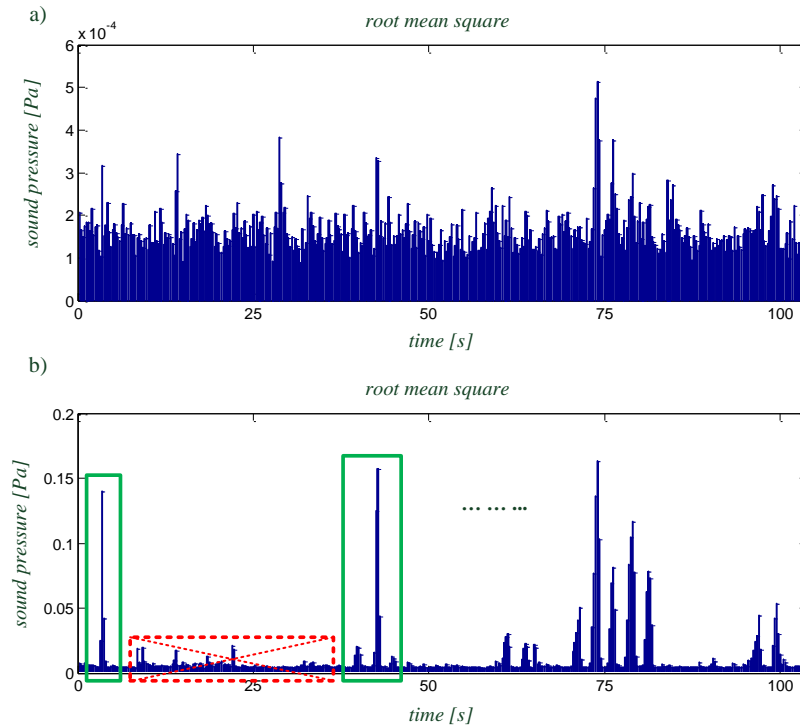 a)
root mean square
x 10⁻⁴
6
5
4
3
2
1
0
sound pressure [Pa]
0 25 50 75 100
time [s]
b)
root mean square
0.2
0.15
0.1
0.05
0
sound pressure [Pa]
... ... ...
0 25 50 75 100
time [s]